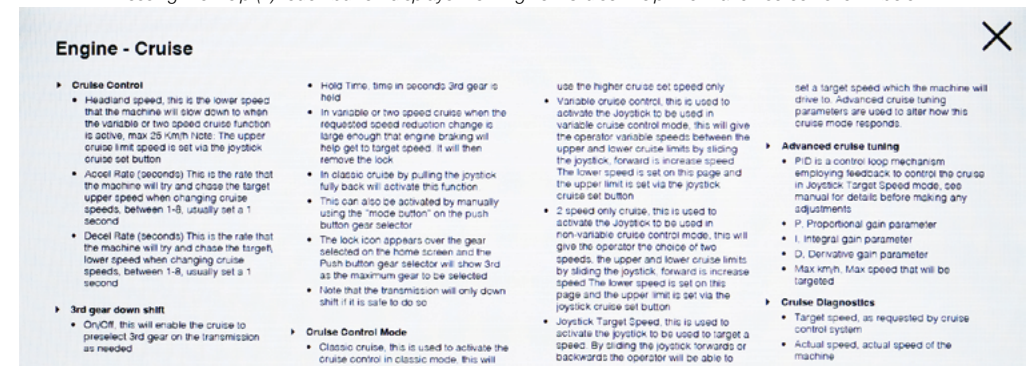 Engine - Cruise
Cruise Control
Headland speed, this is the lower speed
that the machine will slow down to when
the variable or two speed cruise function
is active, max 25 Km/h Note: The upper
cruise limit speed is set via the joystick
cruise set button
Accel Rate (seconds) This is the rate that
the machine will try and chase the target
upper speed when changing cruise
speeds, between 1-8, usually set a 1
second
Decel Rate (seconds) This is the rate that
the machine will try and chase the target,
lower speed when changing cruise
speeds, between 1-8, usually set a 1
second
3rd gear down shift
On/Off, this will enable the cruise to
preselect 3rd gear on the transmission
as needed
Hold Time, time in seconds 3rd gear is
held
In variable or two speed cruise when the
requested speed reduction change is
large enough that engine braking will
help get to target speed. It will then
remove the lock
In classic cruise by pulling the joystick
fully back will activate this function
This can also be activated by manually
using the "mode button" on the push
button gear selector
The lock icon appears over the gear
selected on the home screen and the
Push button gear selector will show 3rd
as the maximum gear to be selected
Note that the transmission will only down
shift if it is safe to do so
Cruise Control Mode
Classic cruise, this is used to activate the
cruise control in classic mode, this will
use the higher cruise set speed only
Variable cruise control, this is used to
activate the Joystick to be used in
variable cruise control mode, this will give
the operator variable speeds between the
upper and lower cruise limits by sliding
the joystick, forward is increase speed
The lower speed is set on this page and
the upper limit is set via the joystick
cruise set button
2 speed only cruise, this is used to
activate the Joystick to be used in
non-variable cruise control mode, this will
give the operator the choice of two
speeds, the upper and lower cruise limits
by sliding the joystick, forward is increase
speed The lower speed is set on this
page and the upper limit is set via the
joystick cruise set button
Joystick Target Speed, this is used to
activate the joystick to be used to target a
speed. By sliding the joystick forwards or
backwards the operator will be able to
set a target speed which the machine will
drive to. Advanced cruise tuning
parameters are used to alter how this
cruise mode responds.
Advanced cruise tuning
PID is a control loop mechanism
employing feedback to control the cruise
in Joystick Target Speed mode, see
manual for details before making any
adjustments
P, Proportional gain parameter
I, Integral gain parameter
D, Derivative gain parameter
Max km/h, Max speed that will be
targeted
Cruise Diagnostics
Target speed, as requested by cruise
control system
Actual speed, actual speed of the
machine